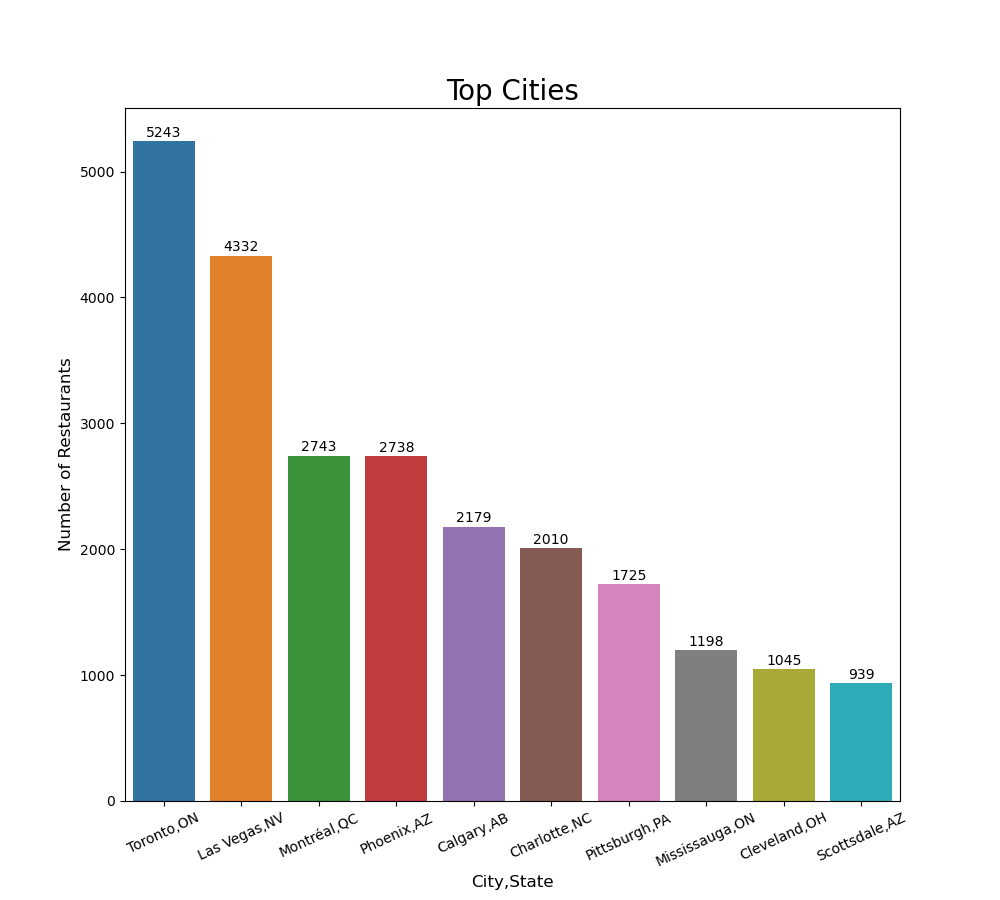 Top Cities
5243
4332
2743
2738
2179
2010
1725
1198
1045
939
5000
4000
3000
2000
1000
0
Number of Restaurants
Toronto,ON
Las Vegas,NV
Montréal,QC
Phoenix,AZ
Calgary,AB
Charlotte,NC
Pittsburgh,PA
Mississauga,ON
Cleveland,OH
Scottsdale,AZ
City,State